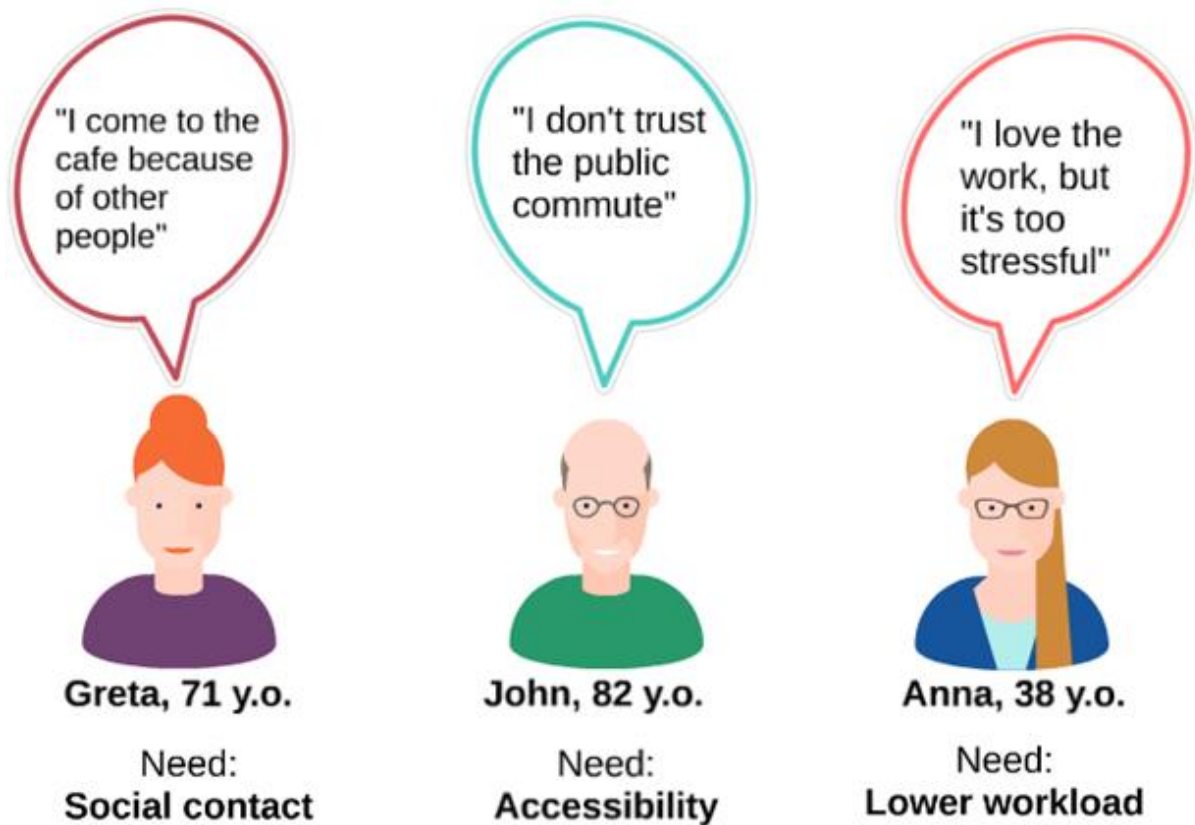 "I come to the
cafe because
of other
people"
"I don't trust
the public
commute"
"I love the
work, but
it's too
stressful"
Greta, 71 y.o.
John, 82 y.o.
Anna, 38 y.o.
Need:
Social contact
Need:
Accessibility
Need:
Lower workload